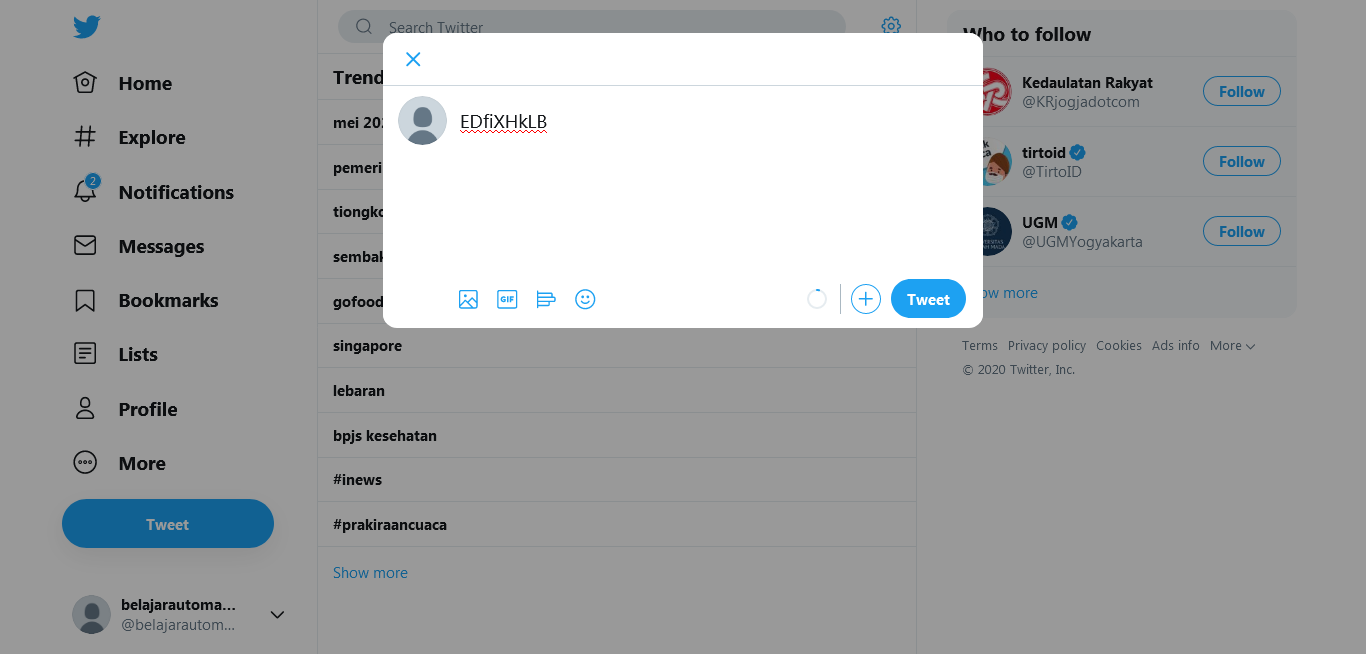 Home
Explore
2
Notifications
Messages
Bookmarks
Lists
Profile
More
Tweet
belajarautoma...
@belajarautom...
Search Twitter
Trend
mei 202
pemeri
tiongko
sembak
gofood
singapore
lebaran
bpjs kesehatan
#inews
#prakiraancuaca
Show more
EDfiXHkLB
GIF
Tweet
Who to follow
Kedaulatan Rakyat
@KRjogjadotcom
Follow
tirtoid
@TirtoID
Follow
UGM
@UGMYogyakarta
Follow
ow more
Terms Privacy policy Cookies Ads info More
© 2020 Twitter, Inc.